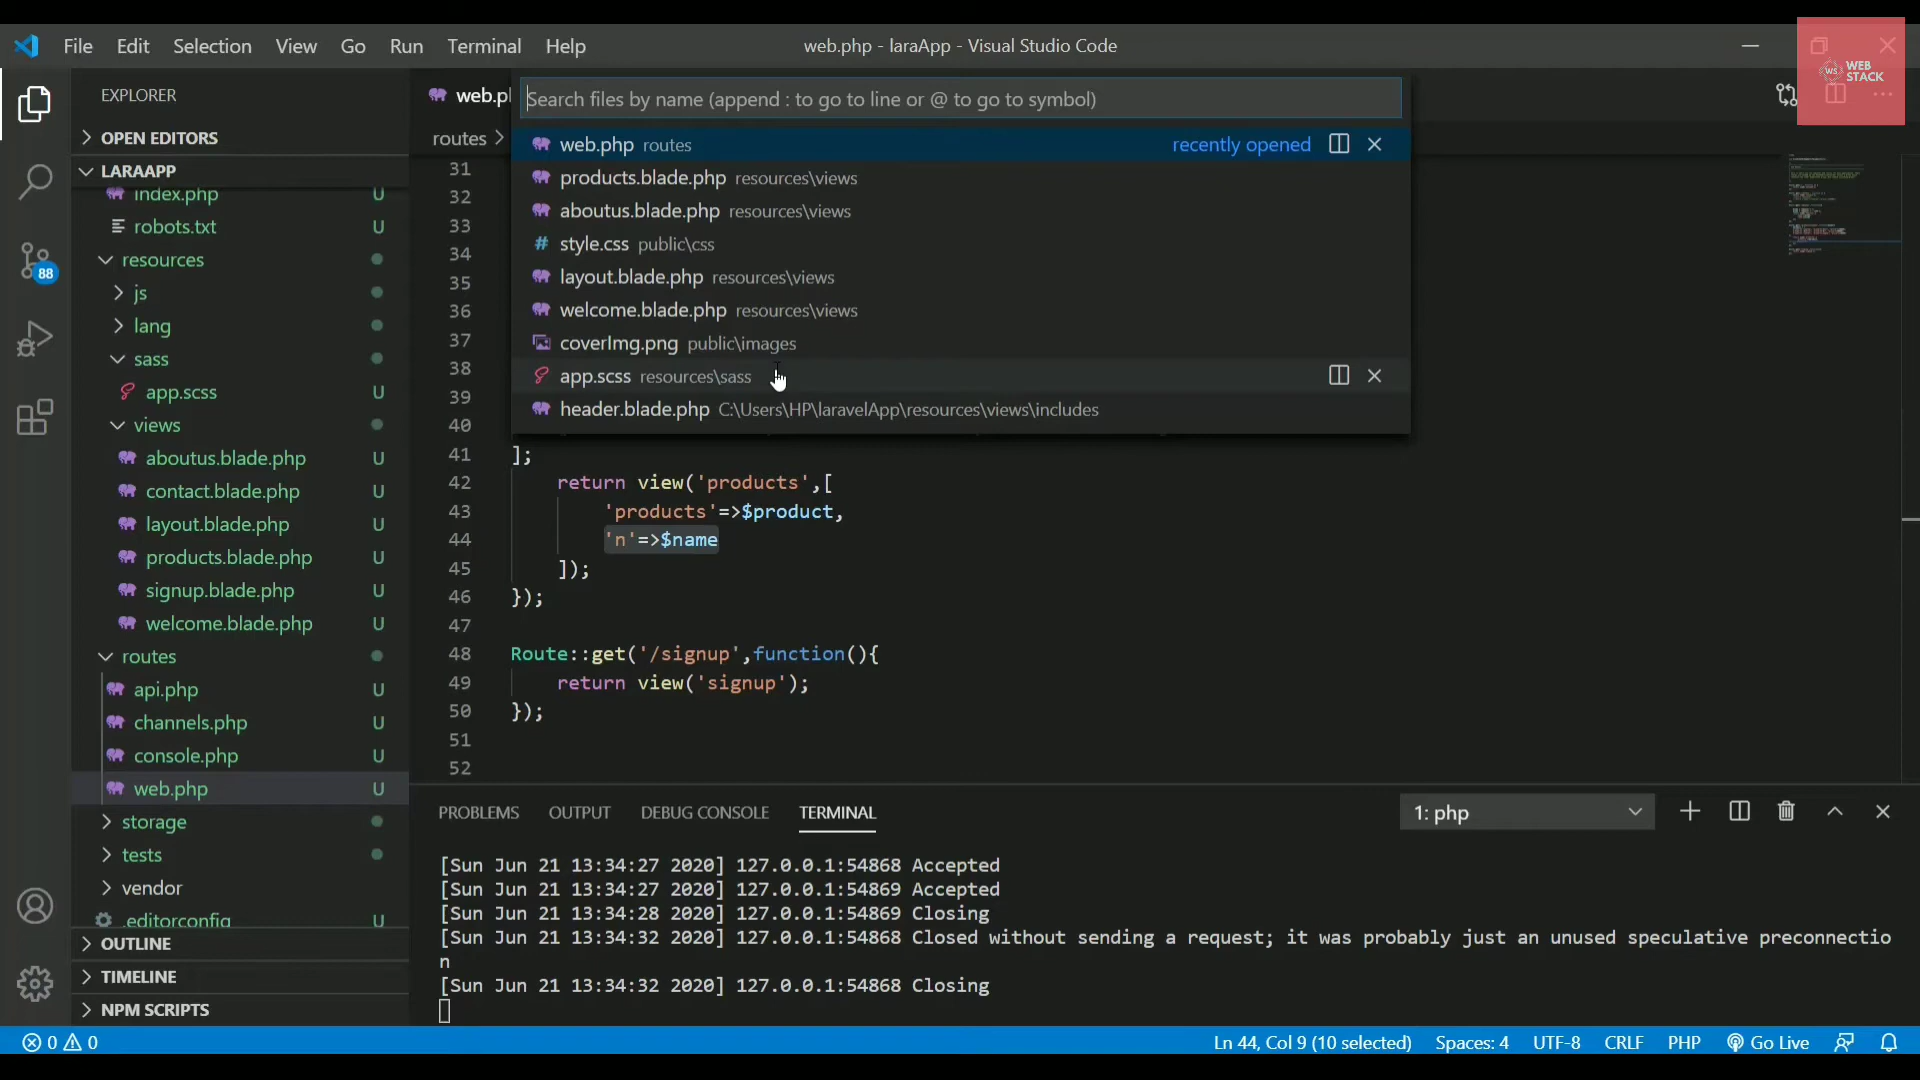 File Edit Selection View Go Run Terminal Help
web.php - laraApp - Visual Studio Code
WS WEB STACK
EXPLORER
OPEN EDITORS
LARAAPP
index.php U
robots.txt U
resources
js
lang
sass
app.scss U
views
aboutus.blade.php U
contact.blade.php U
layout.blade.php U
products.blade.php U
signup.blade.php U
welcome.blade.php U
routes
api.php U
channels.php U
console.php U
web.php U
storage
tests
vendor
.editorconfig U
OUTLINE
TIMELINE
NPM SCRIPTS
88
web.p
routes >
Search files by name (append : to go to line or @ to go to symbol)
web.php routes recently opened
products.blade.php resources\views
aboutus.blade.php resources\views
style.css public\css
layout.blade.php resources\views
welcome.blade.php resources\views
coverImg.png public\images
app.scss resources\sass
header.blade.php C:\Users\HP\laravelApp\resources\views\includes
31
32
33
34
35
36
37
38
39
40
41 ];
42 return view('products',[
43 'products'=>$product,
44 'n'=>$name
45 ]);
46 });
47
48 Route::get('/signup',function(){
49 return view('signup');
50 });
51
52
PROBLEMS OUTPUT DEBUG CONSOLE TERMINAL
1: php
[Sun Jun 21 13:34:27 2020] 127.0.0.1:54868 Accepted
[Sun Jun 21 13:34:27 2020] 127.0.0.1:54869 Accepted
[Sun Jun 21 13:34:28 2020] 127.0.0.1:54869 Closing
[Sun Jun 21 13:34:32 2020] 127.0.0.1:54868 Closed without sending a request; it was probably just an unused speculative preconnectio
n
[Sun Jun 21 13:34:32 2020] 127.0.0.1:54868 Closing
0 0
Ln 44, Col 9 (10 selected) Spaces: 4 UTF-8 CRLF PHP Go Live